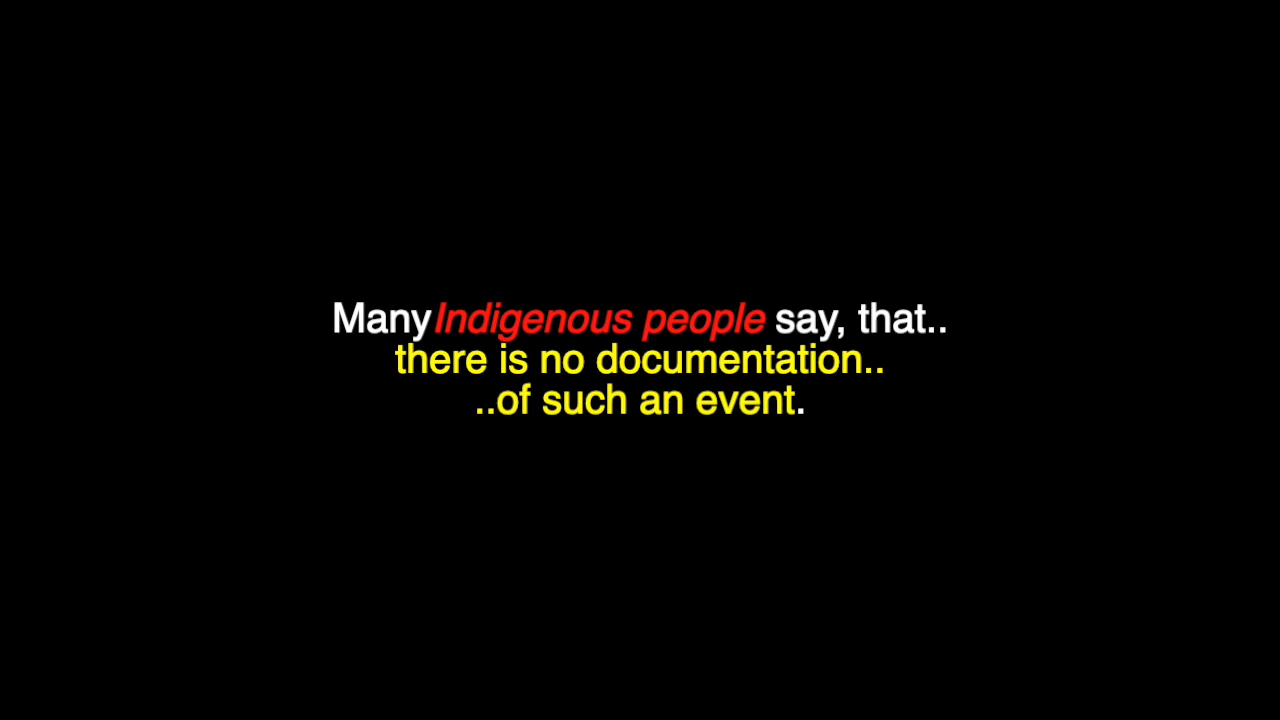 Many Indigenous people say, that..
there is no documentation..
..of such an event.